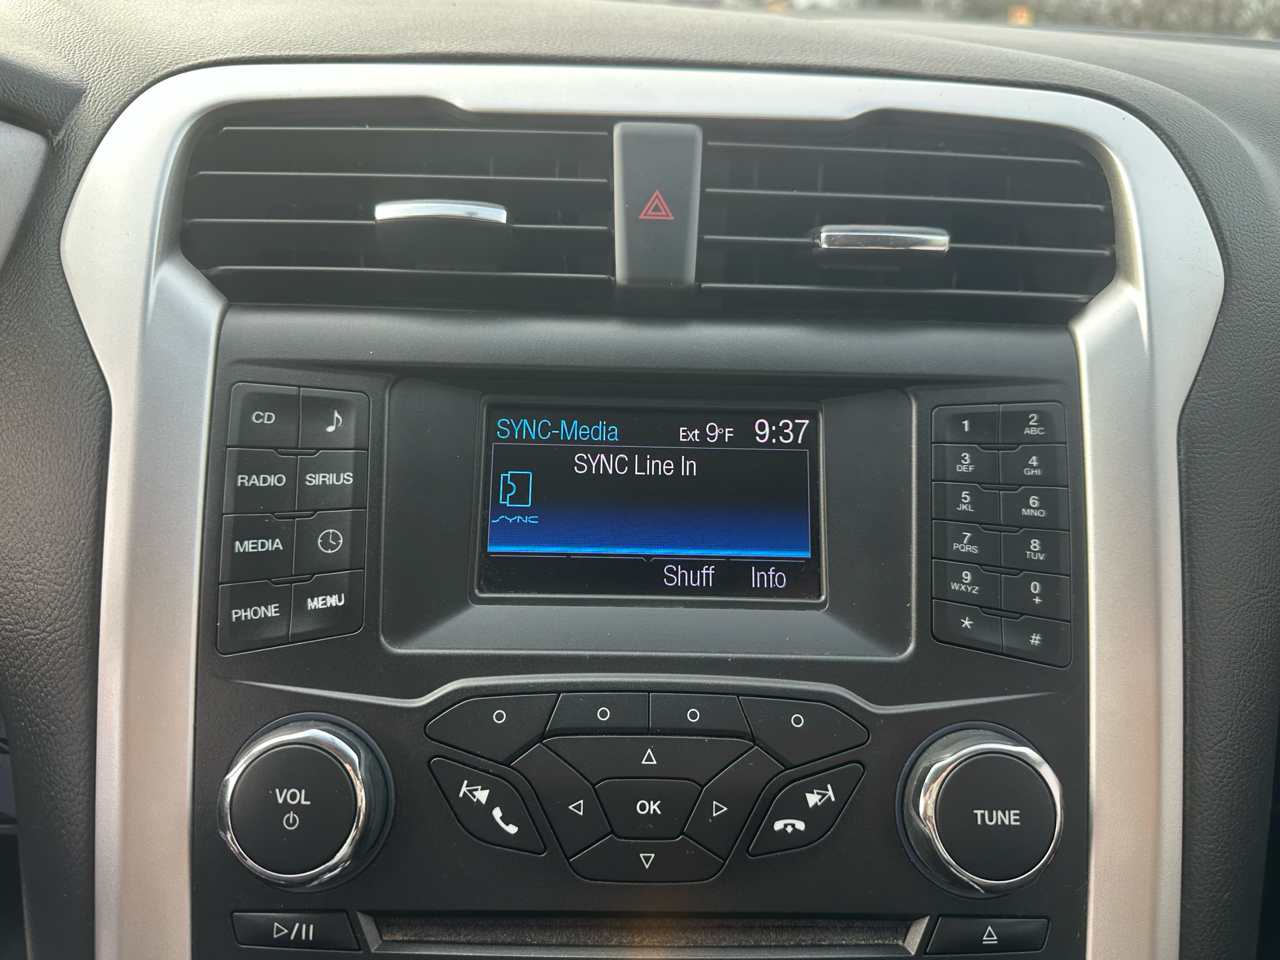 CD
RADIO
SIRIUS
MEDIA
PHONE
MENU
SYNC-Media Ext 9°F 9:37
SYNC Line In
SYNC
Shuff Info
1
2 ABC
3 DEF
4 GHI
5 JKL
6 MNO
7 PQRS
8 TUV
9 WXYZ
0 +
*
#
VOL
OK
TUNE